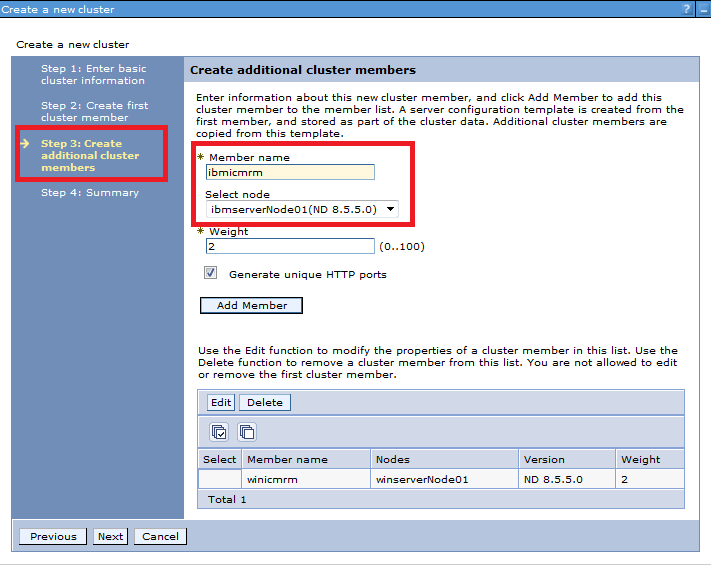 Create a new cluster
?
Create a new cluster
Step 1: Enter basic
cluster information
Step 2: Create first
cluster member
Step 3: Create
additional cluster
members
Step 4: Summary
Create additional cluster members
Enter information about this new cluster member, and click Add Member to add this
cluster member to the member list. A server configuration template is created from the
first member, and stored as part of the cluster data. Additional cluster members are
copied from this template.
* Member name
ibmicmrm
Select node
ibmserverNode01(ND 8.5.5.0)
* Weight
2 (0..100)
Generate unique HTTP ports
Add Member
Use the Edit function to modify the properties of a cluster member in this list. Use the
Delete function to remove a cluster member from this list. You are not allowed to edit
or remove the first cluster member.
Edit Delete
Select Member name Nodes Version Weight
winicmrm winserverNode01 ND 8.5.5.0 2
Total 1
Previous Next Cancel